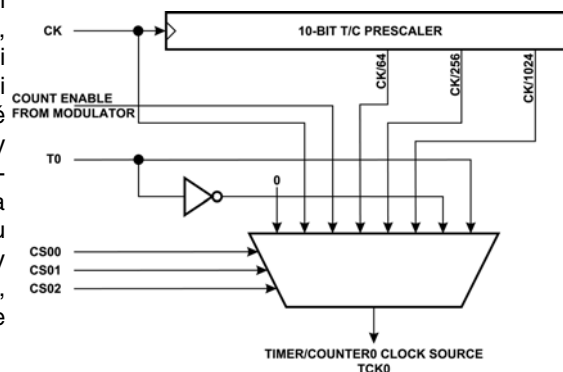 CK
10-BIT T/C PRESCALER
CK/64
CK/256
CK/1024
COUNT ENABLE
FROM MODULATOR
T0
0
CS00
CS01
CS02
TIMER/COUNTER0 CLOCK SOURCE
TCK0